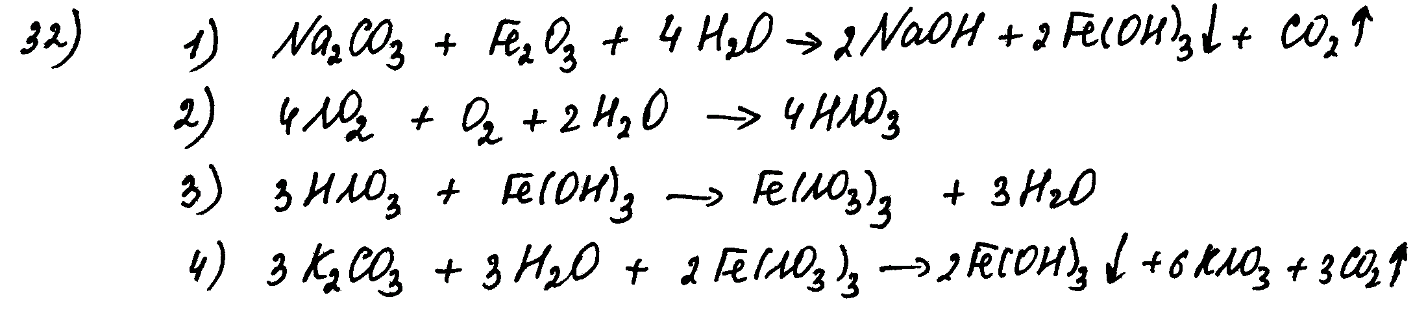 32) 1) Na₂CO₃ + Fe₂O₃ + 4H₂O → 2NaOH + 2Fe(OH)₃↓ + CO₂↑
2) 4NO₂ + O₂ + 2H₂O → 4HNO₃
3) 3HNO₃ + Fe(OH)₃ → Fe(NO₃)₃ + 3H₂O
4) 3K₂CO₃ + 3H₂O + 2Fe(NO₃)₃ → 2Fe(OH)₃↓ + 6KNO₃ + 3CO₂↑